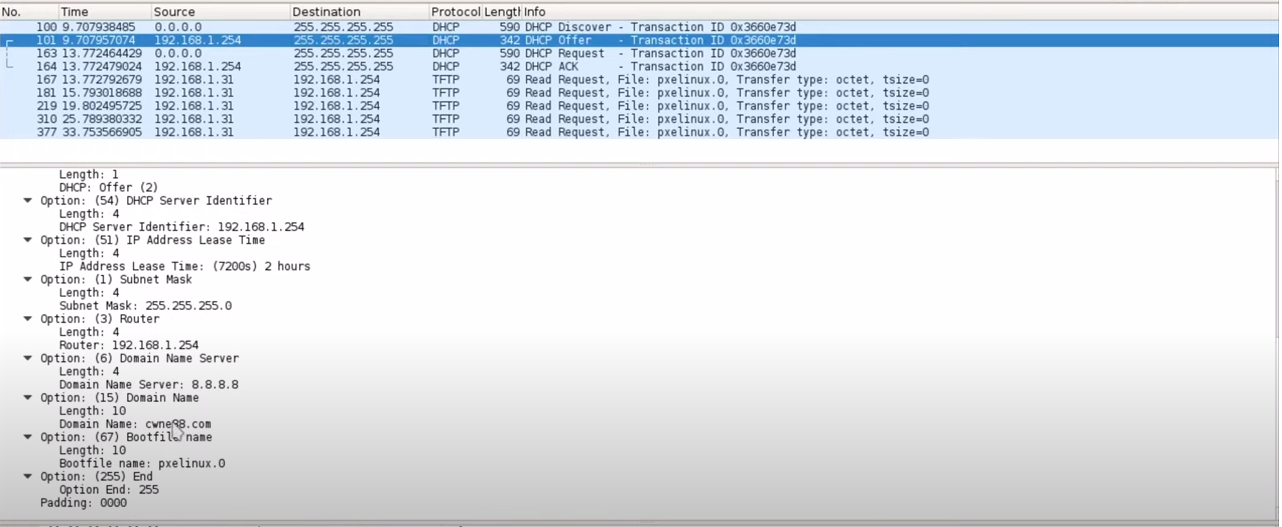 No. Time Source Destination Protocol Length Info
100 9.707938485 0.0.0.0 255.255.255.255 DHCP 590 DHCP Discover - Transaction ID 0x3660e73d
101 9.707957074 192.168.1.254 255.255.255.255 DHCP 342 DHCP Offer - Transaction ID 0x3660e73d
163 13.772464429 0.0.0.0 255.255.255.255 DHCP 590 DHCP Request - Transaction ID 0x3660e73d
164 13.772479024 192.168.1.254 255.255.255.255 DHCP 342 DHCP ACK - Transaction ID 0x3660e73d
167 13.772792679 192.168.1.31 192.168.1.254 TFTP 69 Read Request, File: pxelinux.0, Transfer type: octet, tsize=0
181 15.793018688 192.168.1.31 192.168.1.254 TFTP 69 Read Request, File: pxelinux.0, Transfer type: octet, tsize=0
219 19.802495725 192.168.1.31 192.168.1.254 TFTP 69 Read Request, File: pxelinux.0, Transfer type: octet, tsize=0
310 25.789380332 192.168.1.31 192.168.1.254 TFTP 69 Read Request, File: pxelinux.0, Transfer type: octet, tsize=0
377 33.753566905 192.168.1.31 192.168.1.254 TFTP 69 Read Request, File: pxelinux.0, Transfer type: octet, tsize=0
Length: 1
DHCP: Offer (2)
Option: (54) DHCP Server Identifier
Length: 4
DHCP Server Identifier: 192.168.1.254
Option: (51) IP Address Lease Time
Length: 4
IP Address Lease Time: (7200s) 2 hours
Option: (1) Subnet Mask
Length: 4
Subnet Mask: 255.255.255.0
Option: (3) Router
Length: 4
Router: 192.168.1.254
Option: (6) Domain Name Server
Length: 4
Domain Name Server: 8.8.8.8
Option: (15) Domain Name
Length: 10
Domain Name: cwne88.com
Option: (67) Bootfile name
Length: 10
Bootfile name: pxelinux.0
Option: (255) End
Option End: 255
Padding: 0000